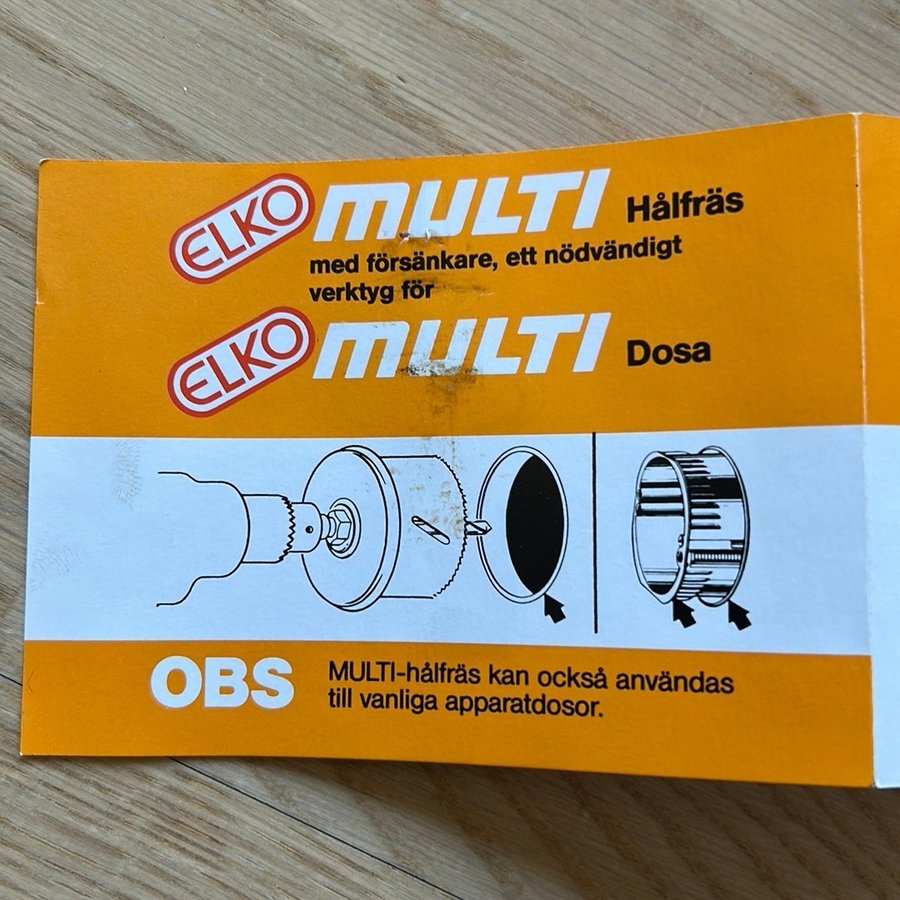 ELKO MULTI Hålfräs
med försänkare, ett nödvändigt
verktyg för
ELKO MULTI Dosa
OBS MULTI-hålfräs kan också användas
till vanliga apparatdosor.